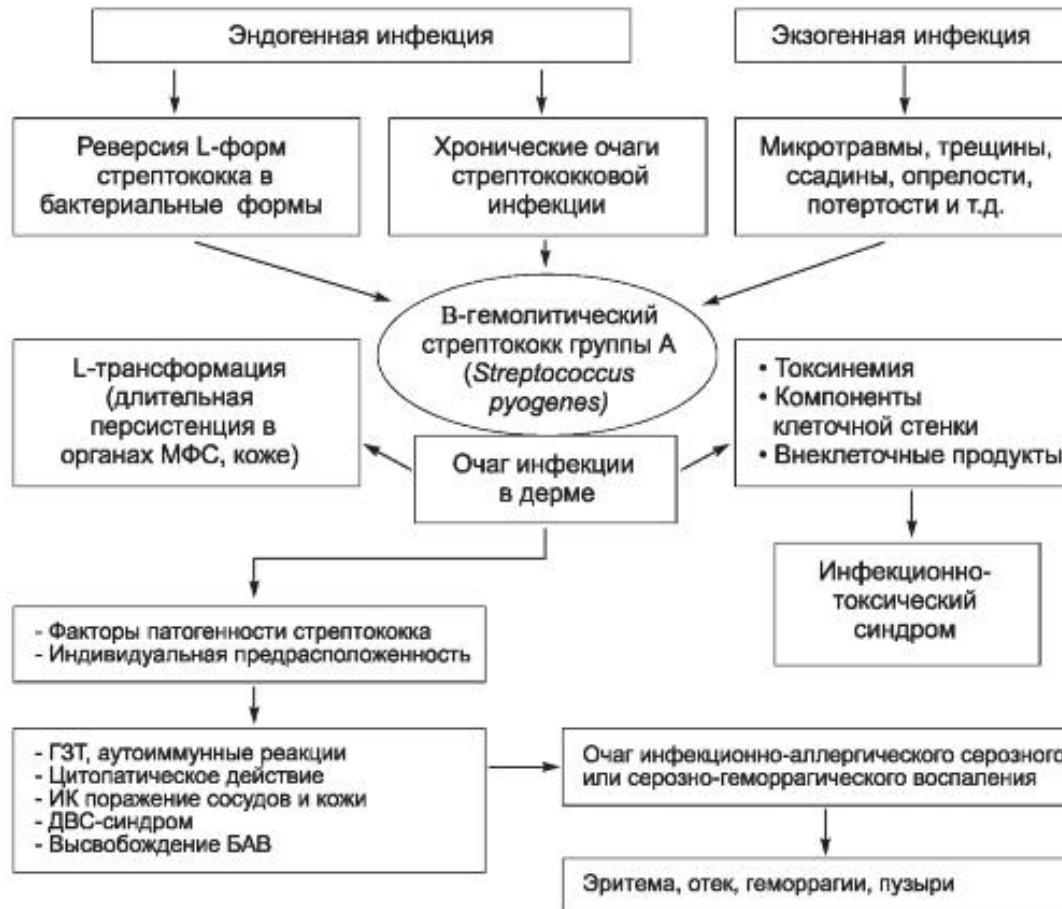 Эндогенная инфекция
Экзогенная инфекция
Реверсия L-форм
стрептококка в
бактериальные формы
Хронические очаги
стрептококковой
инфекции
Микротравмы, трещины,
ссадины, опрелости,
потертости и т.д.
В-гемолитический
стрептококк группы А
(Streptococcus
pyogenes)
L-трансформация
(длительная
персистенция в
органах МФС, коже)
Очаг инфекции
в дерме
• Токсинемия
• Компоненты
клеточной стенки
• Внеклеточные продукты
Инфекционно-
токсический
синдром
- Факторы патогенности стрептококка
- Индивидуальная предрасположенность
- ГЗТ, аутоиммунные реакции
- Цитопатическое действие
- ИК поражение сосудов и кожи
- ДВС-синдром
- Высвобождение БАВ
Очаг инфекционно-аллергического серозного
или серозно-геморрагического воспаления
Эритема, отек, геморрагии, пузыри